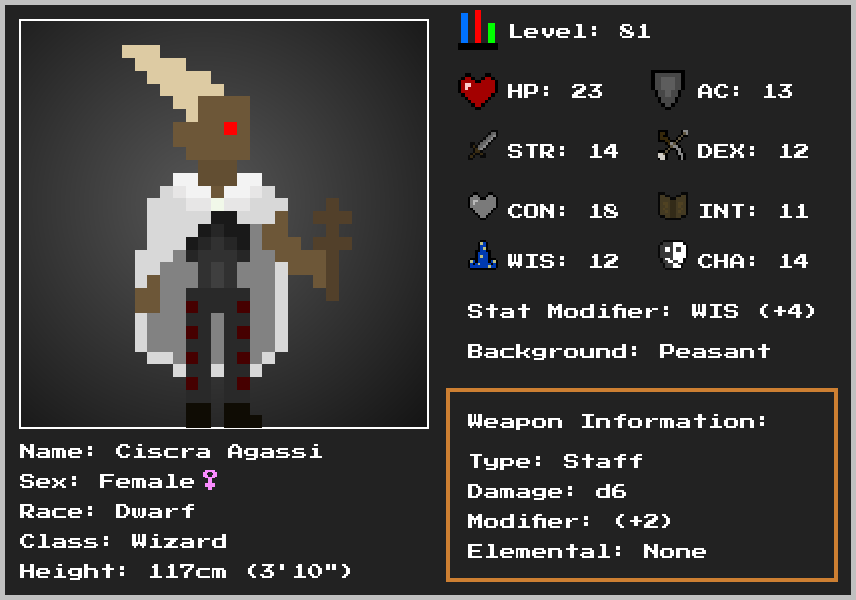 Level: 81
HP: 23
AC: 13
STR: 14
DEX: 12
CON: 18
INT: 11
WIS: 12
CHA: 14
Stat Modifier: WIS (+4)
Background: Peasant
Weapon Information:
Type: Staff
Damage: d6
Modifier: (+2)
Elemental: None
Name: Ciscra Agassi
Sex: Female♀
Race: Dwarf
Class: Wizard
Height: 117cm (3'10")